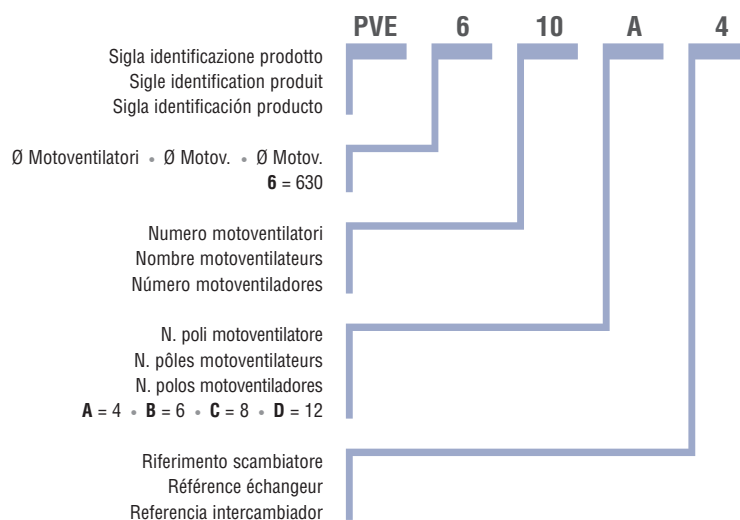 PVE 6 10 A 4
Sigla identificazione prodotto
Sigle identification produit
Sigla identificación producto
Ø Motoventilatori • Ø Motov. • Ø Motov.
6 = 630
Numero motoventilatori
Nombre motoventilateurs
Número motoventiladores
N. poli motoventilatore
N. pôles motoventilateurs
N. polos motoventiladores
A = 4 • B = 6 • C = 8 • D = 12
Riferimento scambiatore
Référence échangeur
Referencia intercambiador